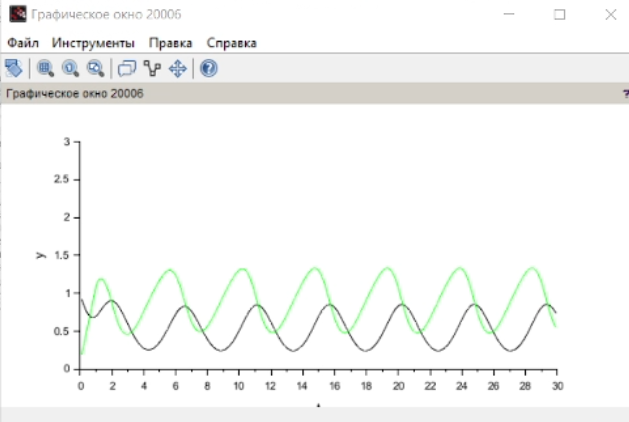 Графическое окно 20006
Файл Инструменты Правка Справка
Графическое окно 20006
?
3
2.5
2
1.5
y
1
0.5
0
0 2 4 6 8 10 12 14 16 18 20 22 24 26 28 30